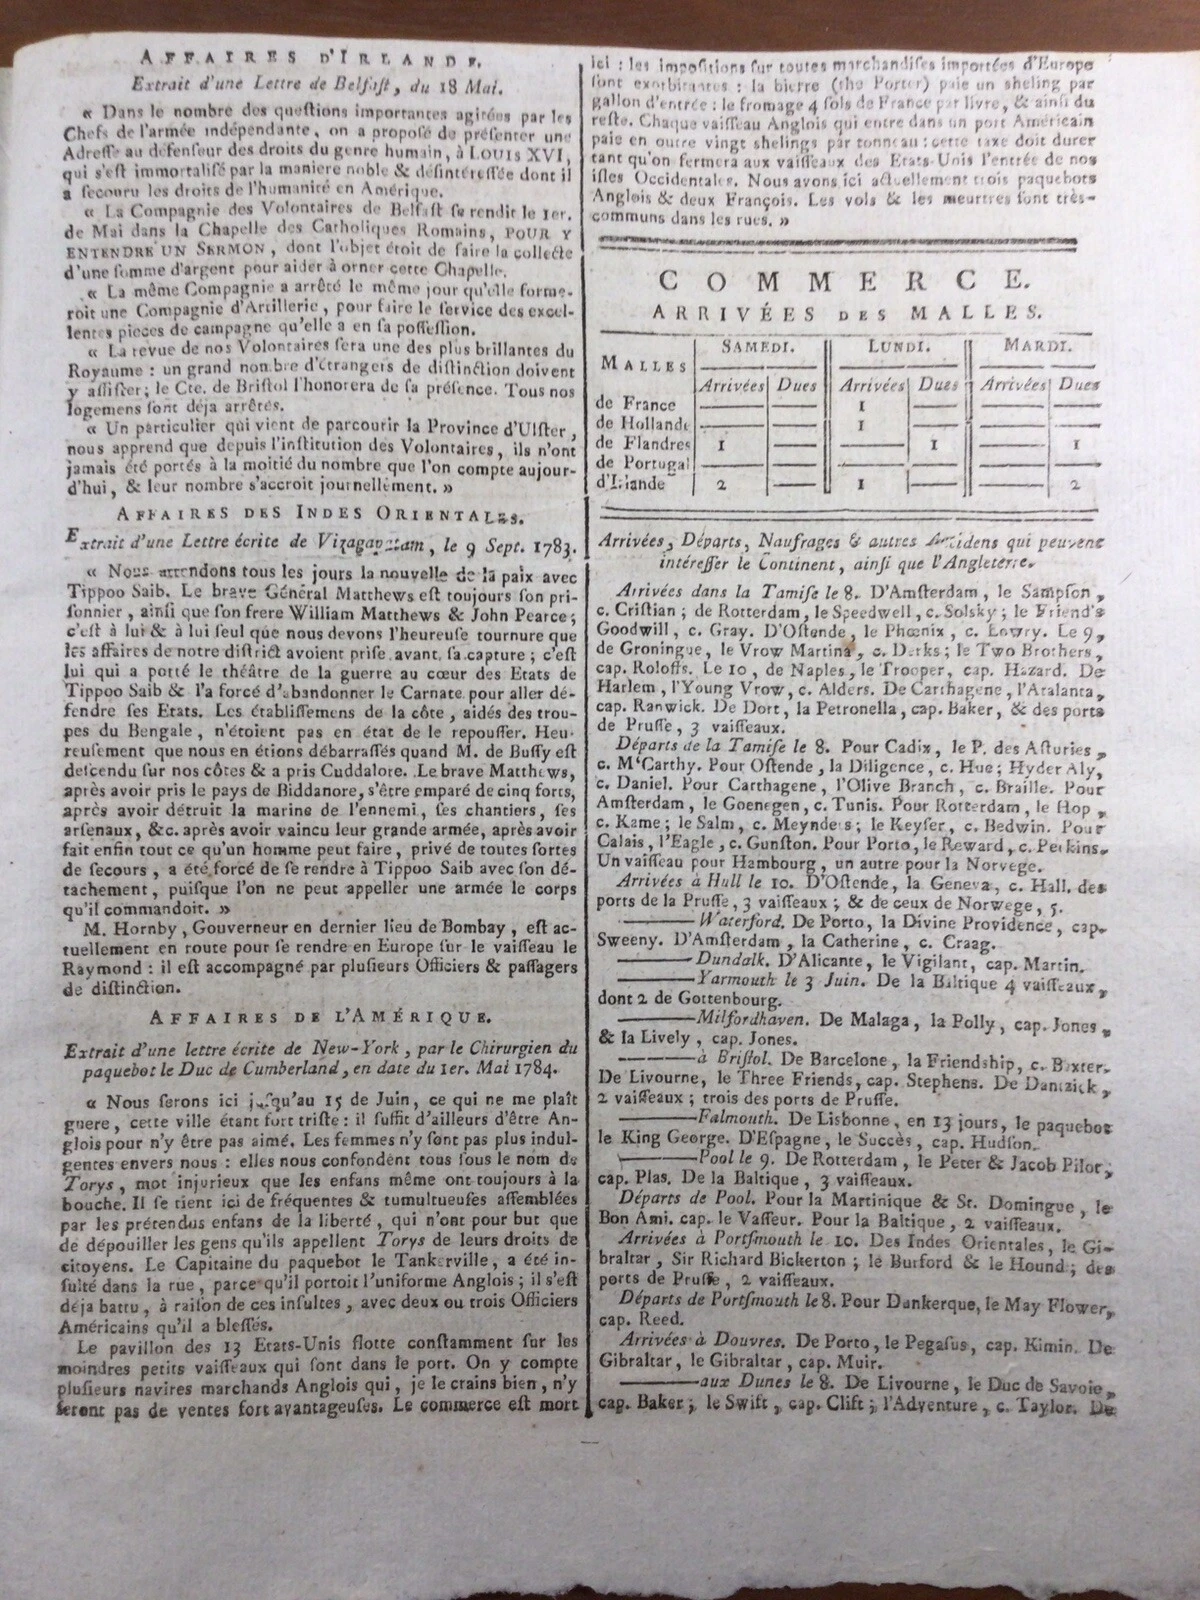 AFFAIRES D'IRLANDE.
Extrait d'une Lettre de Belfast, du 18 Mai.
« Dans le nombre des questions importantes agitées par les
Chefs de l'armée indépendante, on a proposé de présenter une
Adresse au défenseur des droits du genre humain, à LOUIS XVI,
qui s'est immortalisé par la maniere noble & désintéressée dont il
a secouru les droits de l'humanité en Amérique.
« La Compagnie des Volontaires de Belfast se rendit le 1er.
de Mai dans la Chapelle des Catholiques Romains, POUR Y
ENTENDRE UN SERMON, dont l'objet étoit de faire la collecte
d'une somme d'argent pour aider à orner cette Chapelle.
« La même Compagnie a arrêté le même jour qu'elle forme-
roit une Compagnie d'Artillerie, pour faire le service des excel-
lentes pieces de campagne qu'elle a en sa possession.
« La revue de nos Volontaires sera une des plus brillantes du
Royaume : un grand nombre d'étrangers de distinction doivent
y assister; le Cte. de Bristol l'honorera de sa présence. Tous nos
logemens sont déja arrêtés.
« Un particulier qui vient de parcourir la Province d'Ulster,
nous apprend que depuis l'institution des Volontaires, ils n'ont
jamais été portés à la moitié du nombre que l'on compte aujour-
d'hui, & leur nombre s'accroit journellement. »
AFFAIRES DES INDES ORIENTALES.
Extrait d'une Lettre écrite de Vizagapatam, le 9 Sept. 1783.
« Nous attendons tous les jours la nouvelle de la paix avec
Tippoo Saib. Le brave Général Matthews est toujours son pri-
sonnier, ainsi que son frere William Matthews & John Pearce;
c'est à lui & à lui seul que nous devons l'heureuse tournure que
les affaires de notre district avoient prise avant sa capture; c'est
lui qui a porté le théâtre de la guerre au cœur des Etats de
Tippoo Saib & l'a forcé d'abandonner le Carnate pour aller dé-
fendre ses Etats. Les établissemens de la côte, aidés des trou-
pes du Bengale, n'étoient pas en état de le repousser. Heu-
reusement que nous en étions débarrassés quand M. de Bussy est
descendu sur nos côtes & a pris Cuddalore. Le brave Matthews,
après avoir pris le pays de Biddanore, s'être emparé de cinq forts,
après avoir détruit la marine de l'ennemi, ses chantiers, ses
arsenaux, &c. après avoir vaincu leur grande armée, après avoir
fait enfin tout ce qu'un homme peut faire, privé de toutes sortes
de secours, a été forcé de se rendre à Tippoo Saib avec son dé-
tachement, puisque l'on ne peut appeller une armée le corps
qu'il commandoit. »
M. Hornby, Gouverneur en dernier lieu de Bombay, est ac-
tuellement en route pour se rendre en Europe sur le vaisseau le
Raymond : il est accompagné par plusieurs Officiers & passagers
de distinction.
AFFAIRES DE L'AMÉRIQUE.
Extrait d'une lettre écrite de New-York, par le Chirurgien du
paquebot le Duc de Cumberland, en date du 1er. Mai 1784.
« Nous serons ici jusqu'au 15 de Juin, ce qui ne me plaît
guere, cette ville étant fort triste : il suffit d'ailleurs d'être An-
glois pour n'y être pas aimé. Les femmes n'y sont pas plus indul-
gentes envers nous : elles nous confondent tous sous le nom de
Torys, mot injurieux que les enfans même ont toujours à la
bouche. Il se tient ici de fréquentes & tumultueuses assemblées
par les prétendus enfans de la liberté, qui n'ont pour but que
de dépouiller les gens qu'ils appellent Torys de leurs droits de
citoyens. Le Capitaine du paquebot le Tankerville, a été in-
sulté dans la rue, parce qu'il portoit l'uniforme Anglois; il s'est
déja battu, à raison de ces insultes, avec deux ou trois Officiers
Américains qu'il a blessés.
Le pavillon des 13 Etats-Unis flotte constamment sur les
moindres petits vaisseaux qui sont dans le port. On y compte
plusieurs navires marchands Anglois qui, je le crains bien, n'y
seront pas de ventes fort avantageuses. Le commerce est mort
ici : les impositions sur toutes marchandises importées d'Europe
sont exorbitantes : la bierre (the Porter) paie un sheling par
gallon d'entrée : le fromage 4 sols de France par livre, & ainsi du
reste. Chaque vaisseau Anglois qui entre dans un port Américain
paie en outre vingt shelings par tonneau : cette taxe doit durer
tant qu'on fermera aux vaisseaux des Etats-Unis l'entrée de nos
isles Occidentales. Nous avons ici actuellement trois paquebots
Anglois & deux François. Les vols & les meurtres sont très-
communs dans les rues. »
COMMERCE.
ARRIVÉES DES MALLES.
MALLES SAMEDI. LUNDI. MARDI.
Arrivées Dues Arrivées Dues Arrivées Dues
de France — — 1 — — —
de Hollande — — 1 — — —
de Flandres 1 — — 1 — 1
de Portugal — — — — — —
d'Irlande 2 — 1 — — 2
Arrivées, Départs, Naufrages & autres Accidens qui peuvent
intéresser le Continent, ainsi que l'Angleterre.
Arrivées dans la Tamise le 8. D'Amsterdam, le Sampson,
c. Cristian; de Rotterdam, le Speedwell, c. Solsky; le Friend's
Goodwill, c. Gray. D'Ostende, le Phœnix, c. Lowry. Le 9,
de Groningue, le Vrow Martina, c. Derks; le Two Brothers,
cap. Roloffs. Le 10, de Naples, le Trooper, cap. Hazard. De
Harlem, l'Young Vrow, c. Alders. De Carthagene, l'Atalanta,
cap. Ranwick. De Dort, la Petronella, cap. Baker, & des ports
de Prusse, 3 vaisseaux.
Départs de la Tamise le 8. Pour Cadix, le P. des Asturies,
c. M'Carthy. Pour Ostende, la Diligence, c. Hue; Hyder Aly,
c. Daniel. Pour Carthagene, l'Olive Branch, c. Braille. Pour
Amsterdam, le Goenegen, c. Tunis. Pour Rotterdam, le Hop,
c. Kame; le Salm, c. Meynders; le Keyser, c. Bedwin. Pour
Calais, l'Eagle, c. Gunston. Pour Porto, le Reward, c. Perkins.
Un vaisseau pour Hambourg, un autre pour la Norvege.
Arrivées à Hull le 10. D'Ostende, la Geneva, c. Hall. des
ports de la Prusse, 3 vaisseaux; & de ceux de Norwege, 5.
——Waterford. De Porto, la Divine Providence, cap.
Sweeny. D'Amsterdam, la Catherine, c. Craag.
——Dundalk. D'Alicante, le Vigilant, cap. Martin.
——Yarmouth le 3 Juin. De la Baltique 4 vaisseaux,
dont 2 de Gottenbourg.
——Milfordhaven. De Malaga, la Polly, cap. Jones,
& la Lively, cap. Jones.
——à Bristol. De Barcelone, la Friendship, c. Baxter.
De Livourne, le Three Friends, cap. Stephens. De Dantzick,
2 vaisseaux; trois des ports de Prusse.
——Falmouth. De Lisbonne, en 13 jours, le paquebot
le King George. D'Espagne, le Succès, cap. Hudson.
——Pool le 9. De Rotterdam, le Peter & Jacob Pilot,
cap. Plas. De la Baltique, 3 vaisseaux.
Départs de Pool. Pour la Martinique & St. Domingue, le
Bon Ami. cap. le Vasseur. Pour la Baltique, 2 vaisseaux.
Arrivées à Portsmouth le 10. Des Indes Orientales, le Gi-
braltar, Sir Richard Bickerton; le Burford & le Hound; des
ports de Prusse, 2 vaisseaux.
Départs de Portsmouth le 8. Pour Dunkerque, le May Flower,
cap. Reed.
Arrivées à Douvres. De Porto, le Pegasus, cap. Kimin. De
Gibraltar, le Gibraltar, cap. Muir.
——aux Dunes le 8. De Livourne, le Duc de Savoie,
cap. Baker; le Swift, cap. Clift; l'Adventure, c. Taylor. De